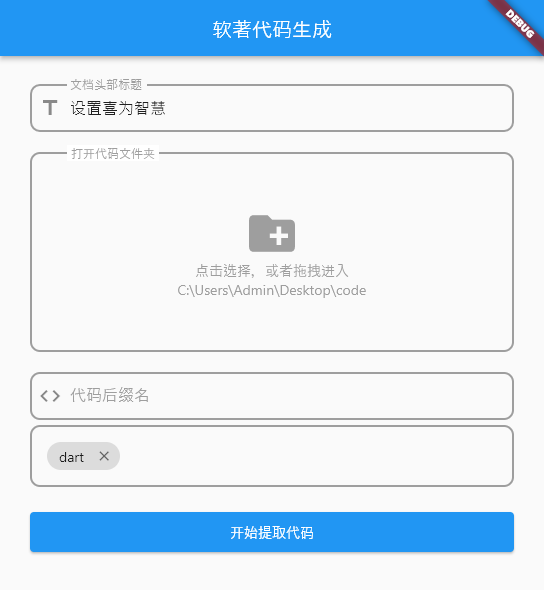 软著代码生成
DEBUG
文档头部标题
设置喜为智慧
打开代码文件夹
点击选择，或者拖拽进入
C:\Users\Admin\Desktop\code
代码后缀名
dart
开始提取代码